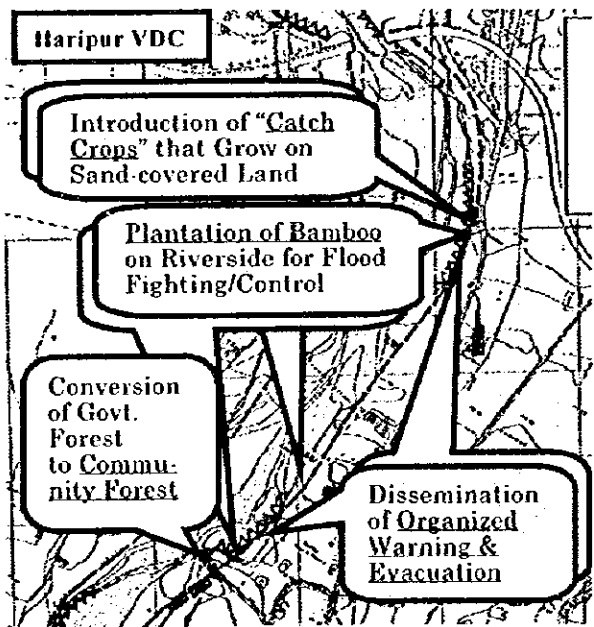 Haripur VDC
Introduction of “Catch
Crops” that Grow on
Sand-covered Land
Plantation of Bamboo
on Riverside for Flood
Fighting/Control
Conversion
of Govt.
Forest
to Commu-
nity Forest
Dissemination
of Organized
Warning &
Evacuation